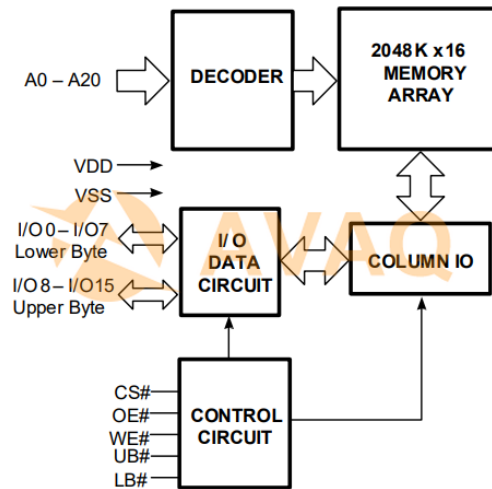 A0 – A20
DECODER
2048K x16
MEMORY
ARRAY
VDD
VSS
I/O 0 – I/O7
Lower Byte
I/O 8 – I/O15
Upper Byte
I/O
DATA
CIRCUIT
COLUMN IO
AVAQ
CS#
OE#
WE#
UB#
LB#
CONTROL
CIRCUIT